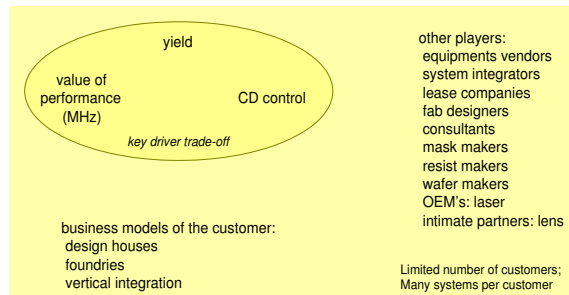 yield
value of
performance
(MHz)
CD control
key driver trade-off
business models of the customer:
design houses
foundries
vertical integration
other players:
equipments vendors
system integrators
lease companies
fab designers
consultants
mask makers
resist makers
wafer makers
OEM's: laser
intimate partners: lens
Limited number of customers;
Many systems per customer